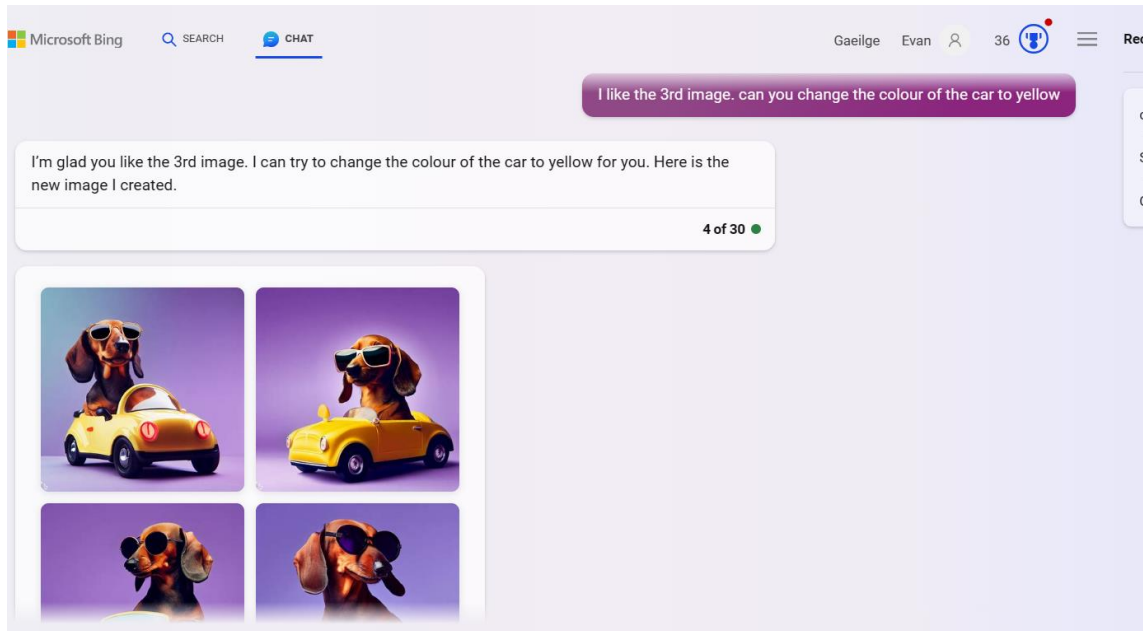 Microsoft Bing SEARCH CHAT Gaeilge Evan 36
I like the 3rd image. can you change the colour of the car to yellow
I'm glad you like the 3rd image. I can try to change the colour of the car to yellow for you. Here is the
new image I created.
4 of 30